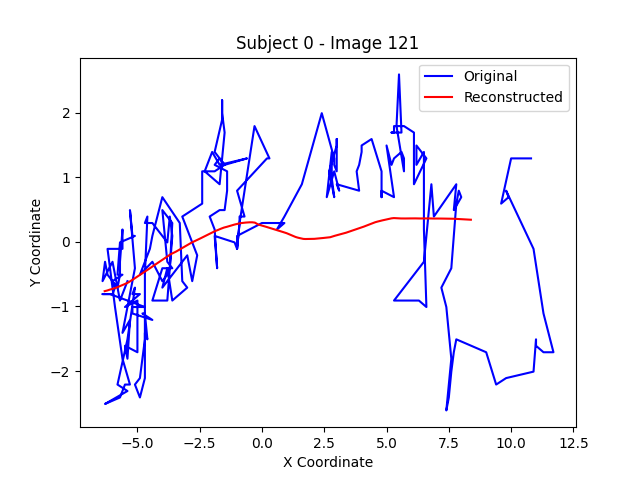 Subject 0 - Image 121
Original
Reconstructed
Y Coordinate
2
1
0
−1
−2
−5.0
−2.5
0.0
2.5
5.0
7.5
10.0
12.5
X Coordinate